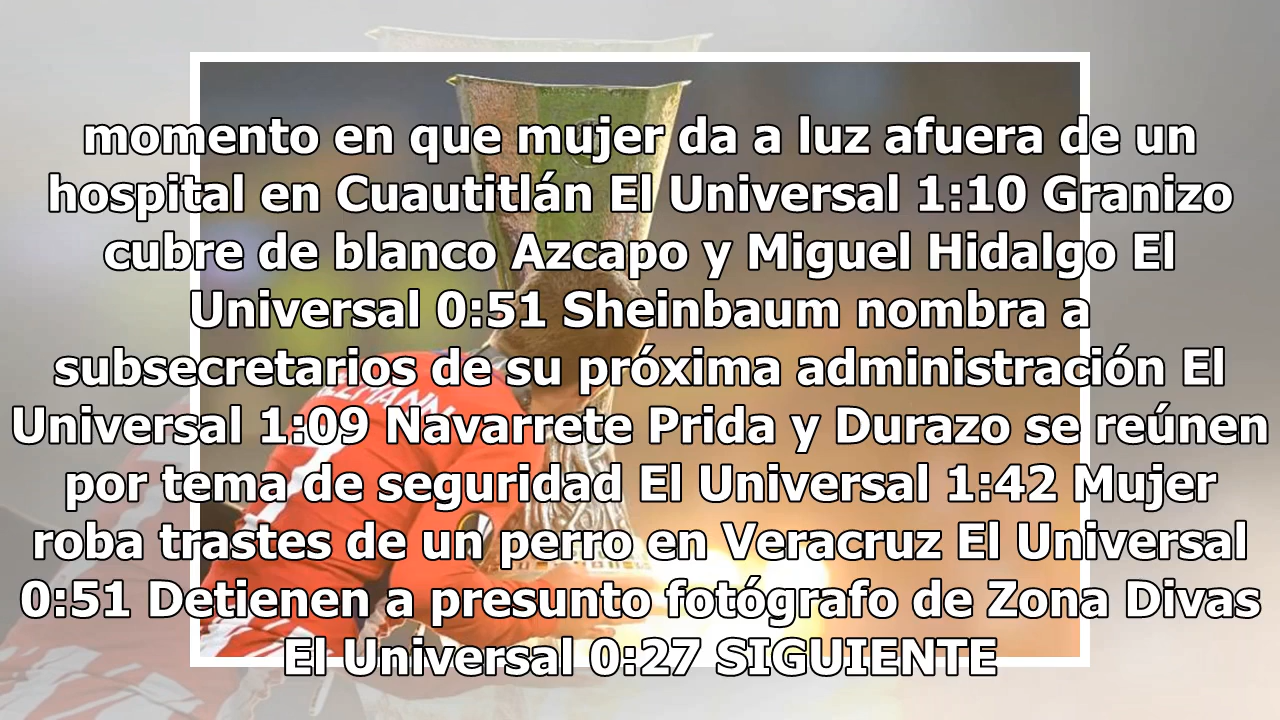 momento en que mujer da a luz afuera de un
hospital en Cuautitlán El Universal 1:10 Granizo
cubre de blanco Azcapo y Miguel Hidalgo El
Universal 0:51 Sheinbaum nombra a
subsecretarios de su próxima administración El
Universal 1:09 Navarrete Prida y Durazo se reúnen
por tema de seguridad El Universal 1:42 Mujer
roba trastes de un perro en Veracruz El Universal
0:51 Detienen a presunto fotógrafo de Zona Divas
El Universal 0:27 SIGUIENTE